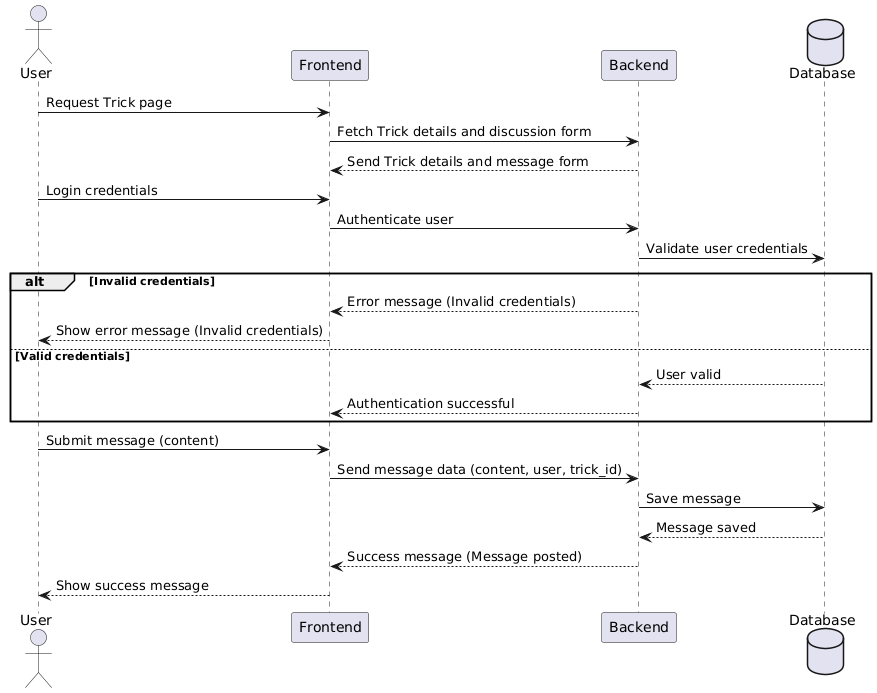 User
Frontend
Backend
Database
Request Trick page
Fetch Trick details and discussion form
Send Trick details and message form
Login credentials
Authenticate user
Validate user credentials
alt [Invalid credentials]
Error message (Invalid credentials)
Show error message (Invalid credentials)
[Valid credentials]
User valid
Authentication successful
Submit message (content)
Send message data (content, user, trick_id)
Save message
Message saved
Success message (Message posted)
Show success message
User
Frontend
Backend
Database